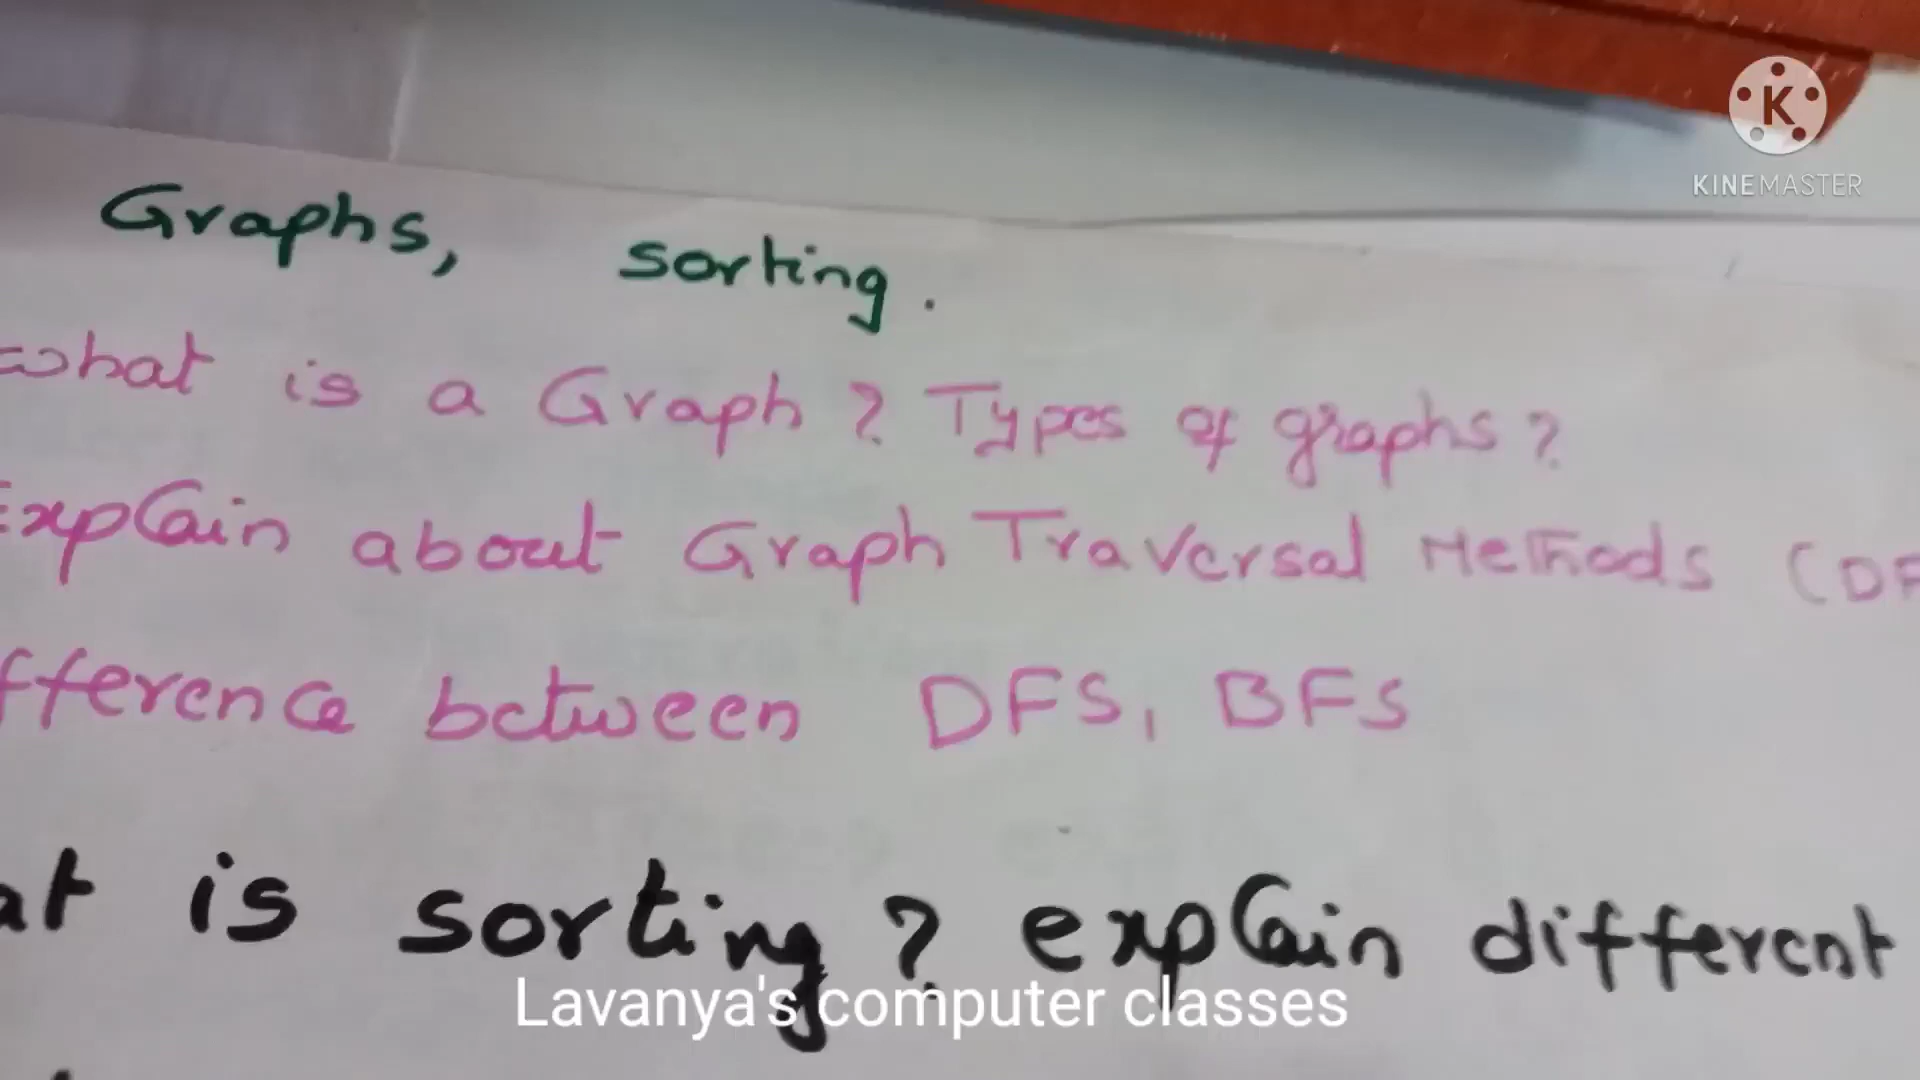 Graphs, sorting.
what is a Graph? Types of graphs?
Explain about Graph Traversal Methods (DF
fference between DFS, BFS
at is sorting? explain different
Lavanya's computer classes
K
KINEMASTER